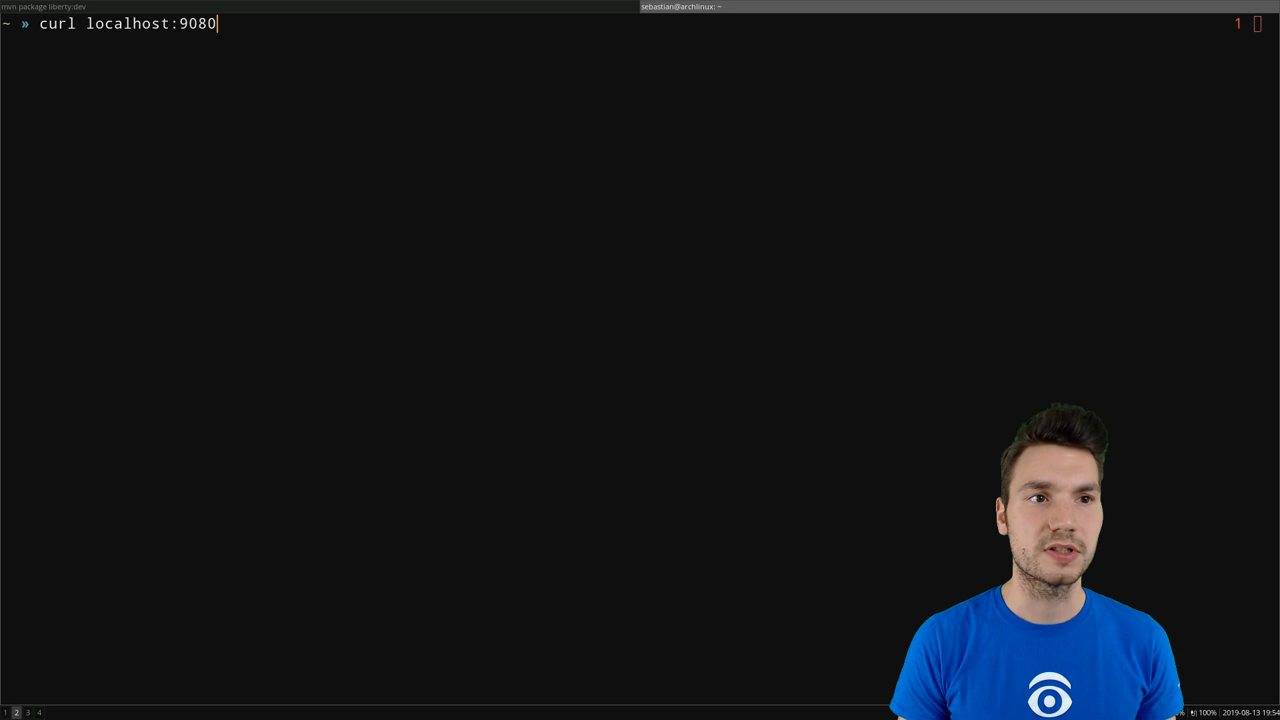 mvn package liberty:dev
sebastian@archlinux: ~
~ » curl localhost:9080
1
1 2 3 4
% 100% 2019-08-13 19:54